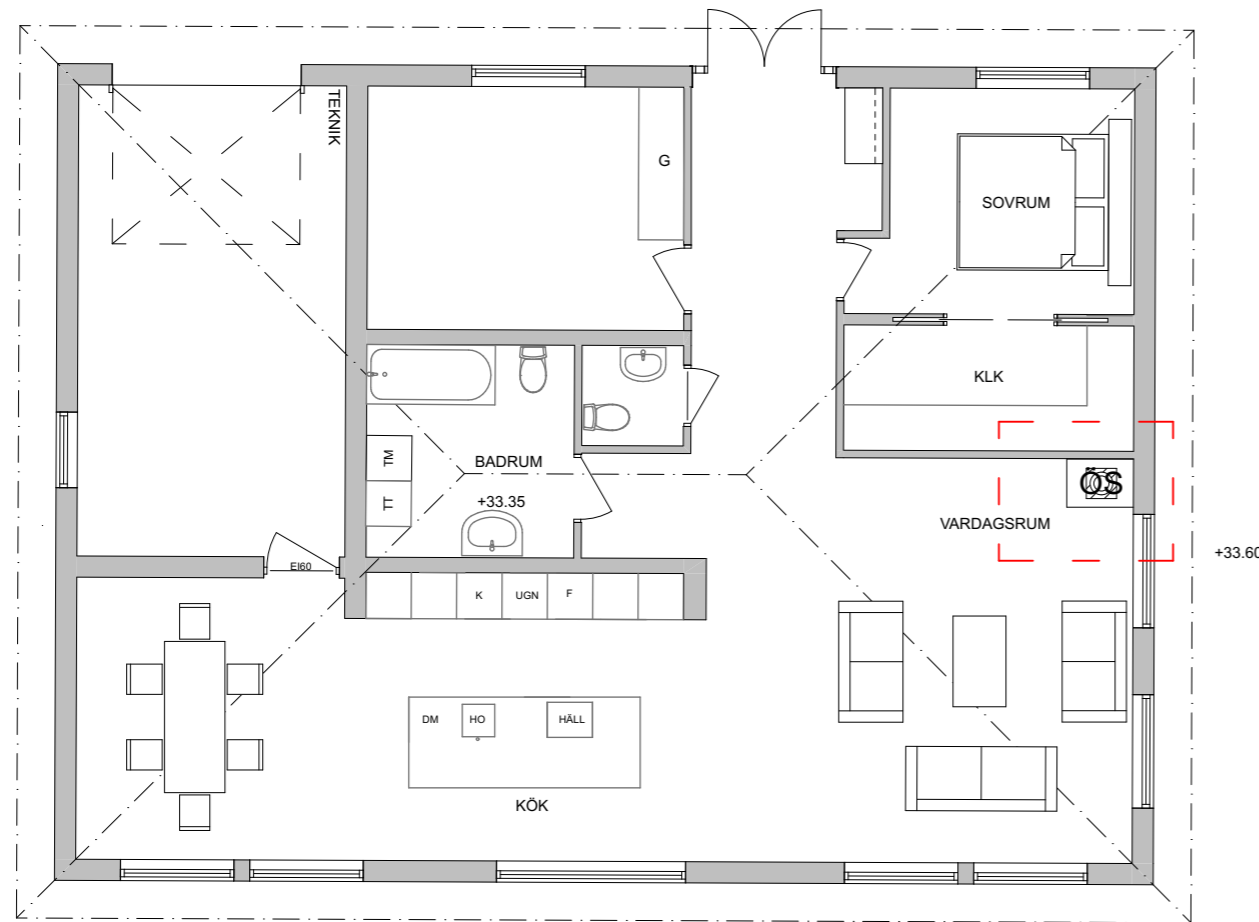 TEKNIK
G
SOVRUM
KLK
TM
BADRUM
ÖS
TT
+33.35
VARDAGSRUM
+33.60
EI60
K
UGN
F
DM
HO
HÄLL
KÖK